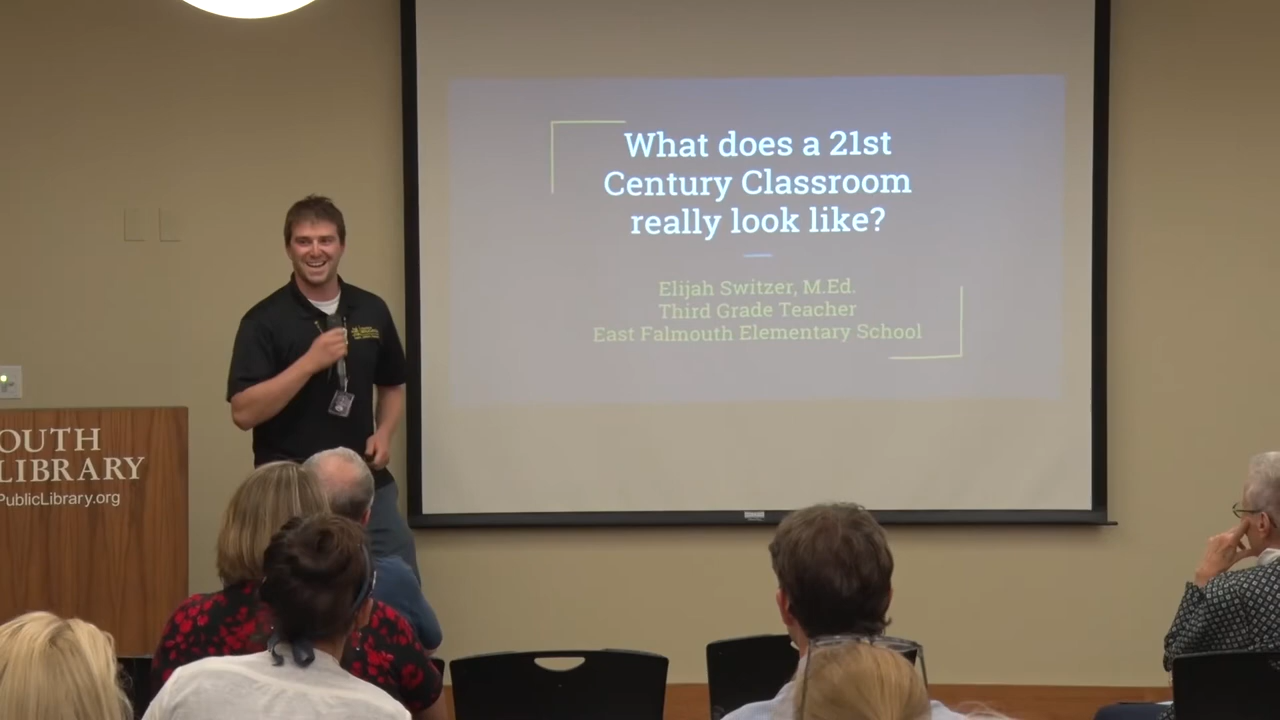 What does a 21st
Century Classroom
really look like?
Elijah Switzer, M.Ed.
Third Grade Teacher
East Falmouth Elementary School
OUTH
LIBRARY
PublicLibrary.org